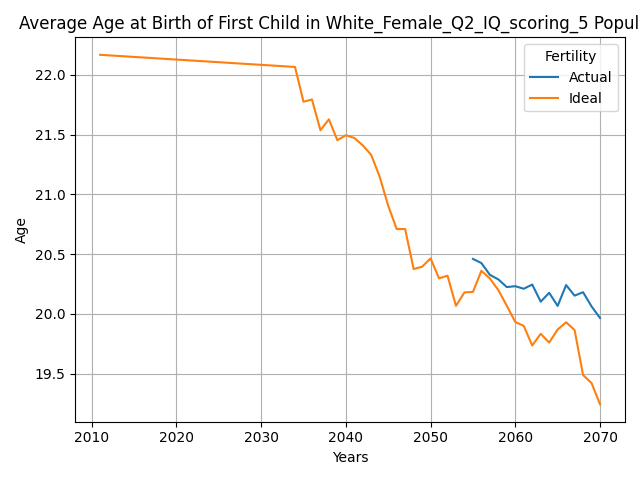 Average Age at Birth of First Child in White_Female_Q2_IQ_scoring_5 Popul
Fertility
Actual
Ideal
22.0
21.5
21.0
20.5
20.0
19.5
Age
2010 2020 2030 2040 2050 2060 2070
Years